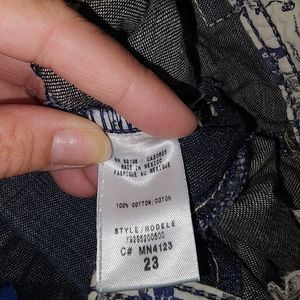 MADE IN MEXICO
FABRIQUE AU MEXIQUE
100% COTTON/COTON
STYLE/MODELE
C# MN4123
23